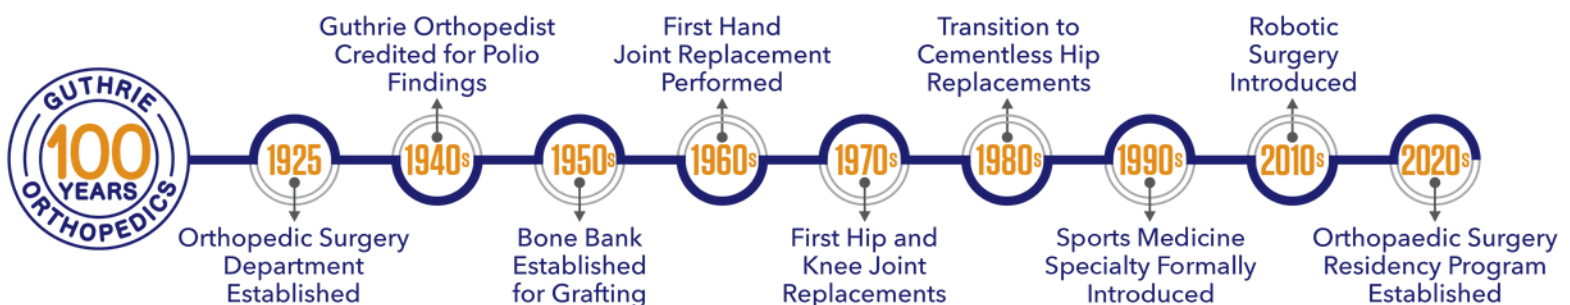 GUTHRIE
100
YEARS
ORTHOPEDICS
1925
Orthopedic Surgery
Department
Established
Guthrie Orthopedist
Credited for Polio
Findings
1940s
1950s
Bone Bank
Established
for Grafting
First Hand
Joint Replacement
Performed
1960s
1970s
First Hip and
Knee Joint
Replacements
Transition to
Cementless Hip
Replacements
1980s
1990s
Sports Medicine
Specialty Formally
Introduced
Robotic
Surgery
Introduced
2010s
2020s
Orthopaedic Surgery
Residency Program
Established